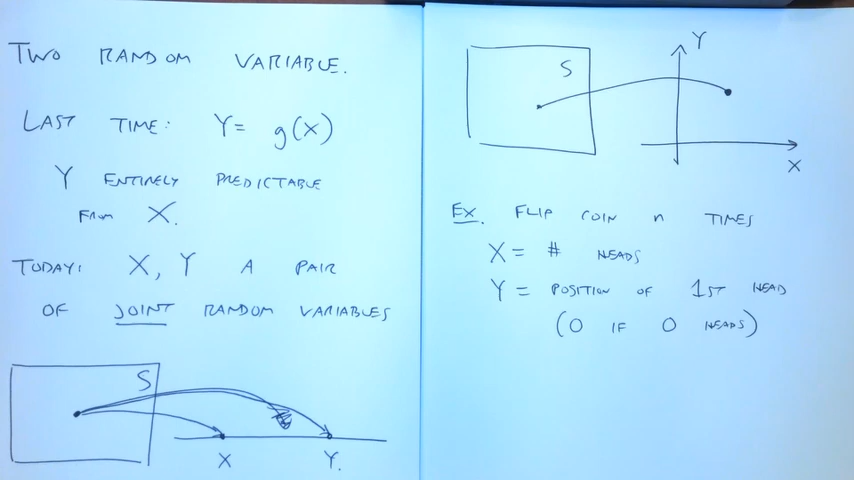 TWO RANDOM VARIABLE.
LAST TIME: Y = g(X)
Y ENTIRELY PREDICTABLE
FROM X.
TODAY: X, Y A PAIR
OF JOINT RANDOM VARIABLES
S
X Y.
S
Y
X
EX. FLIP COIN n TIMES
X = # HEADS
Y = POSITION OF 1ST HEAD
(0 IF 0 HEADS)